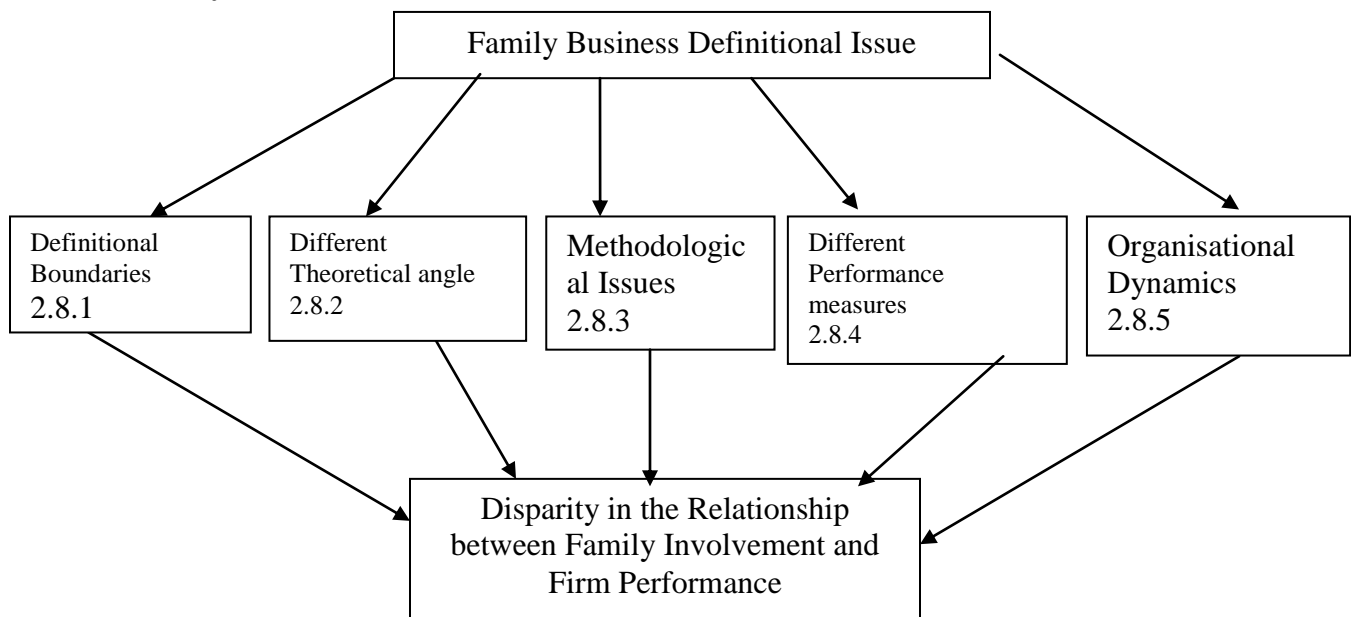 Family Business Definitional Issue
Definitional
Boundaries
2.8.1
Different
Theoretical angle
2.8.2
Methodologic
al Issues
2.8.3
Different
Performance
measures
2.8.4
Organisational
Dynamics
2.8.5
Disparity in the Relationship
between Family Involvement and
Firm Performance